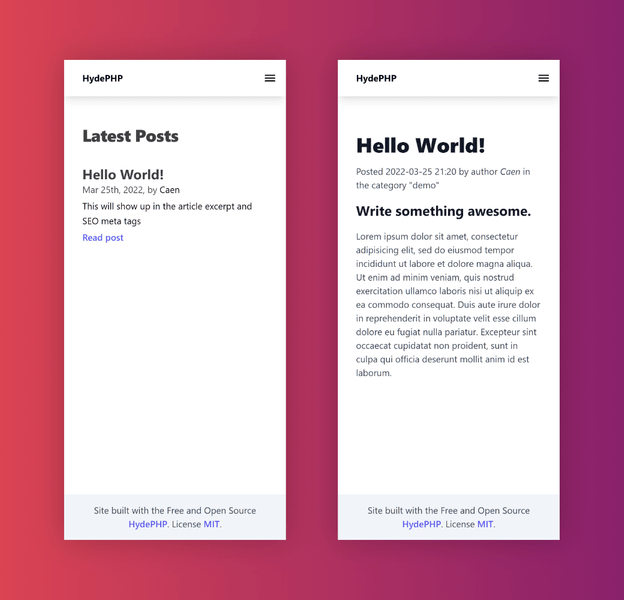 HydePHP
Latest Posts
Hello World!
Mar 25th, 2022, by Caen
This will show up in the article excerpt and
SEO meta tags
Read post
Site built with the Free and Open Source
HydePHP. License MIT.
HydePHP
Hello World!
Posted 2022-03-25 21:20 by author Caen in
the category "demo"
Write something awesome.
Lorem ipsum dolor sit amet, consectetur
adipisicing elit, sed do eiusmod tempor
incididunt ut labore et dolore magna aliqua.
Ut enim ad minim veniam, quis nostrud
exercitation ullamco laboris nisi ut aliquip ex
ea commodo consequat. Duis aute irure dolor
in reprehenderit in voluptate velit esse cillum
dolore eu fugiat nulla pariatur. Excepteur sint
occaecat cupidatat non proident, sunt in
culpa qui officia deserunt mollit anim id est
laborum.
Site built with the Free and Open Source
HydePHP. License MIT.